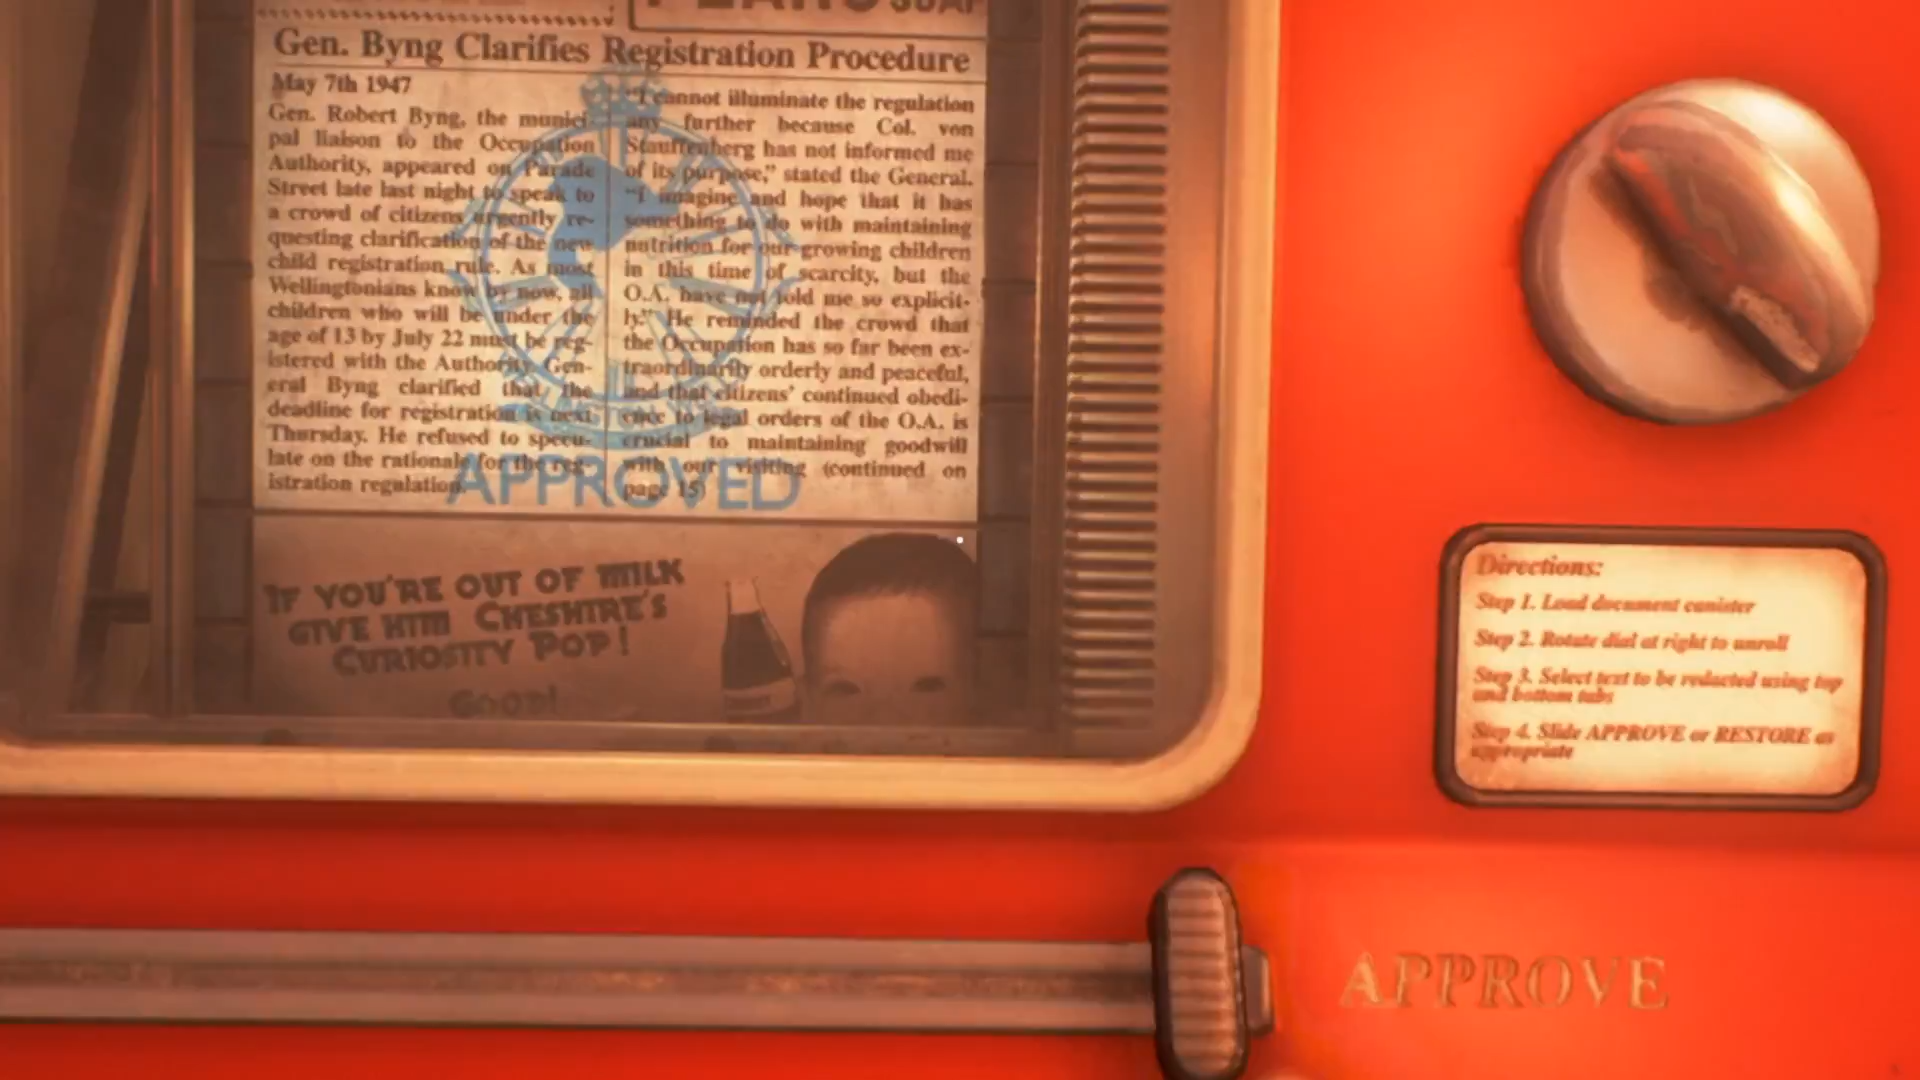 SOAP
Gen. Byng Clarifies Registration Procedure
May 7th 1947
Gen. Robert Byng, the munici-
pal liaison to the Occupation
Authority, appeared on Parade
Street late last night to speak to
a crowd of citizens urgently re-
questing clarification of the new
child registration rule. As most
Wellingtonians know by now, all
children who will be under the
age of 13 by July 22 must be reg-
istered with the Authority. Gen-
eral Byng clarified that the
deadline for registration is next
Thursday. He refused to specu-
late on the rationale for the reg-
istration regulation.
"I cannot illuminate the regulation
any further because Col. von
Stauffenberg has not informed me
of its purpose," stated the General.
"I imagine and hope that it has
something to do with maintaining
nutrition for our growing children
in this time of scarcity, but the
O.A. have not told me so explicit-
ly." He reminded the crowd that
the Occupation has so far been ex-
traordinarily orderly and peaceful,
and that citizens' continued obedi-
ence to legal orders of the O.A. is
crucial to maintaining goodwill
with our visiting (continued on
page 15)
APPROVED
IF YOU'RE OUT OF MILK
GIVE HIM CHESHIRE'S
CURIOSITY POP!
GOOD!
Directions:
Step 1. Load document canister
Step 2. Rotate dial at right to unroll
Step 3. Select text to be redacted using top
and bottom tabs
Step 4. Slide APPROVE or RESTORE as
appropriate
APPROVE